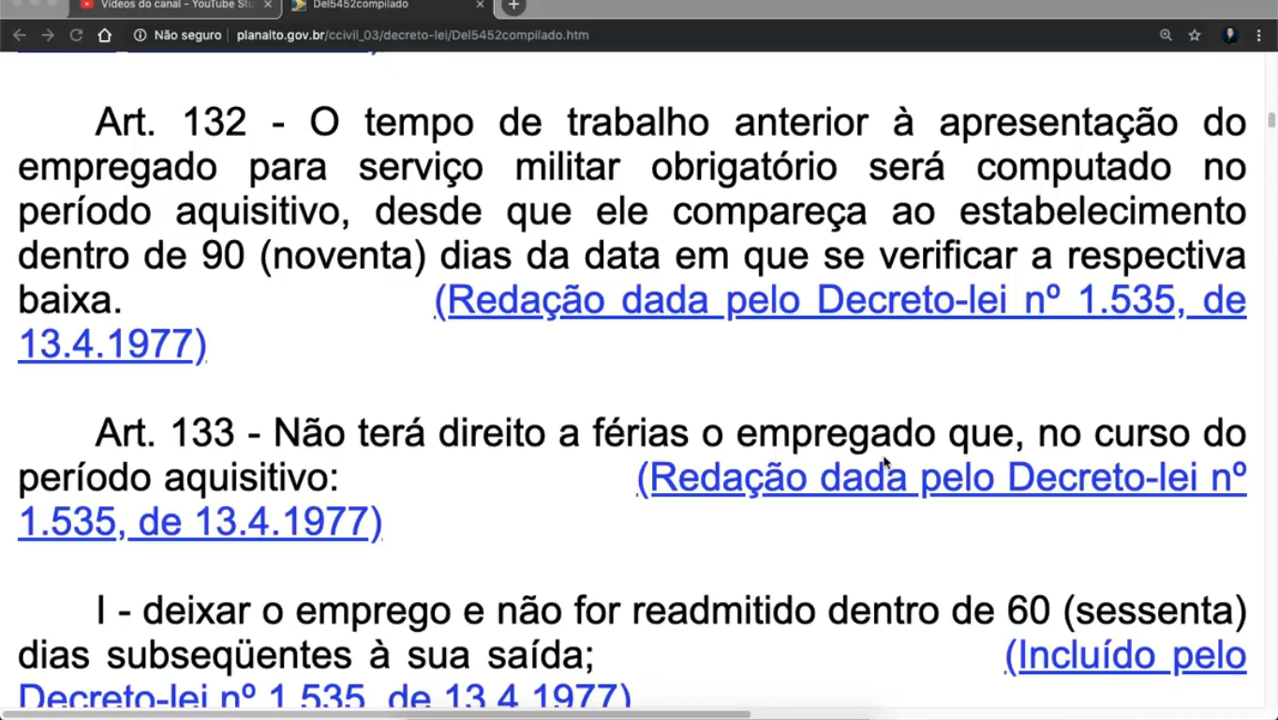 Vídeos do canal - YouTube Stu
Del5452compilado
Não seguro | planalto.gov.br/ccivil_03/decreto-lei/Del5452compilado.htm
Art. 132 - O tempo de trabalho anterior à apresentação do
empregado para serviço militar obrigatório será computado no
período aquisitivo, desde que ele compareça ao estabelecimento
dentro de 90 (noventa) dias da data em que se verificar a respectiva
baixa. (Redação dada pelo Decreto-lei nº 1.535, de
13.4.1977)
Art. 133 - Não terá direito a férias o empregado que, no curso do
período aquisitivo: (Redação dada pelo Decreto-lei nº
1.535, de 13.4.1977)
I - deixar o emprego e não for readmitido dentro de 60 (sessenta)
dias subseqüentes à sua saída; (Incluído pelo
Decreto-lei nº 1.535, de 13.4.1977)